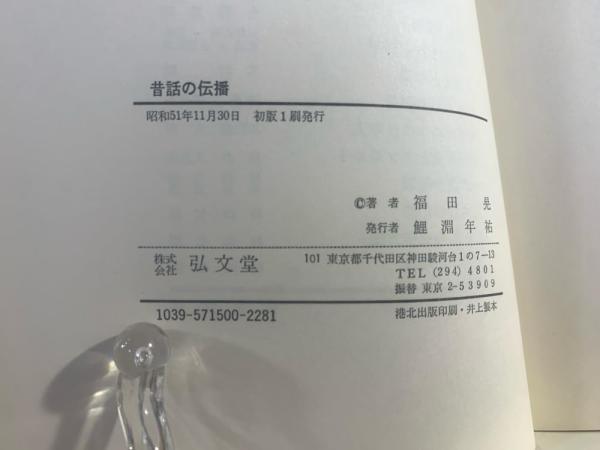 昔話の伝播
昭和51年11月30日 初版1刷発行
©著者 福田 晃
発行者 鯉淵年祐
株式会社 弘文堂 101 東京都千代田区神田駿河台1の7-13
TEL(294)4801
振替 東京 2-53909
1039-571500-2281 港北出版印刷・井上製本